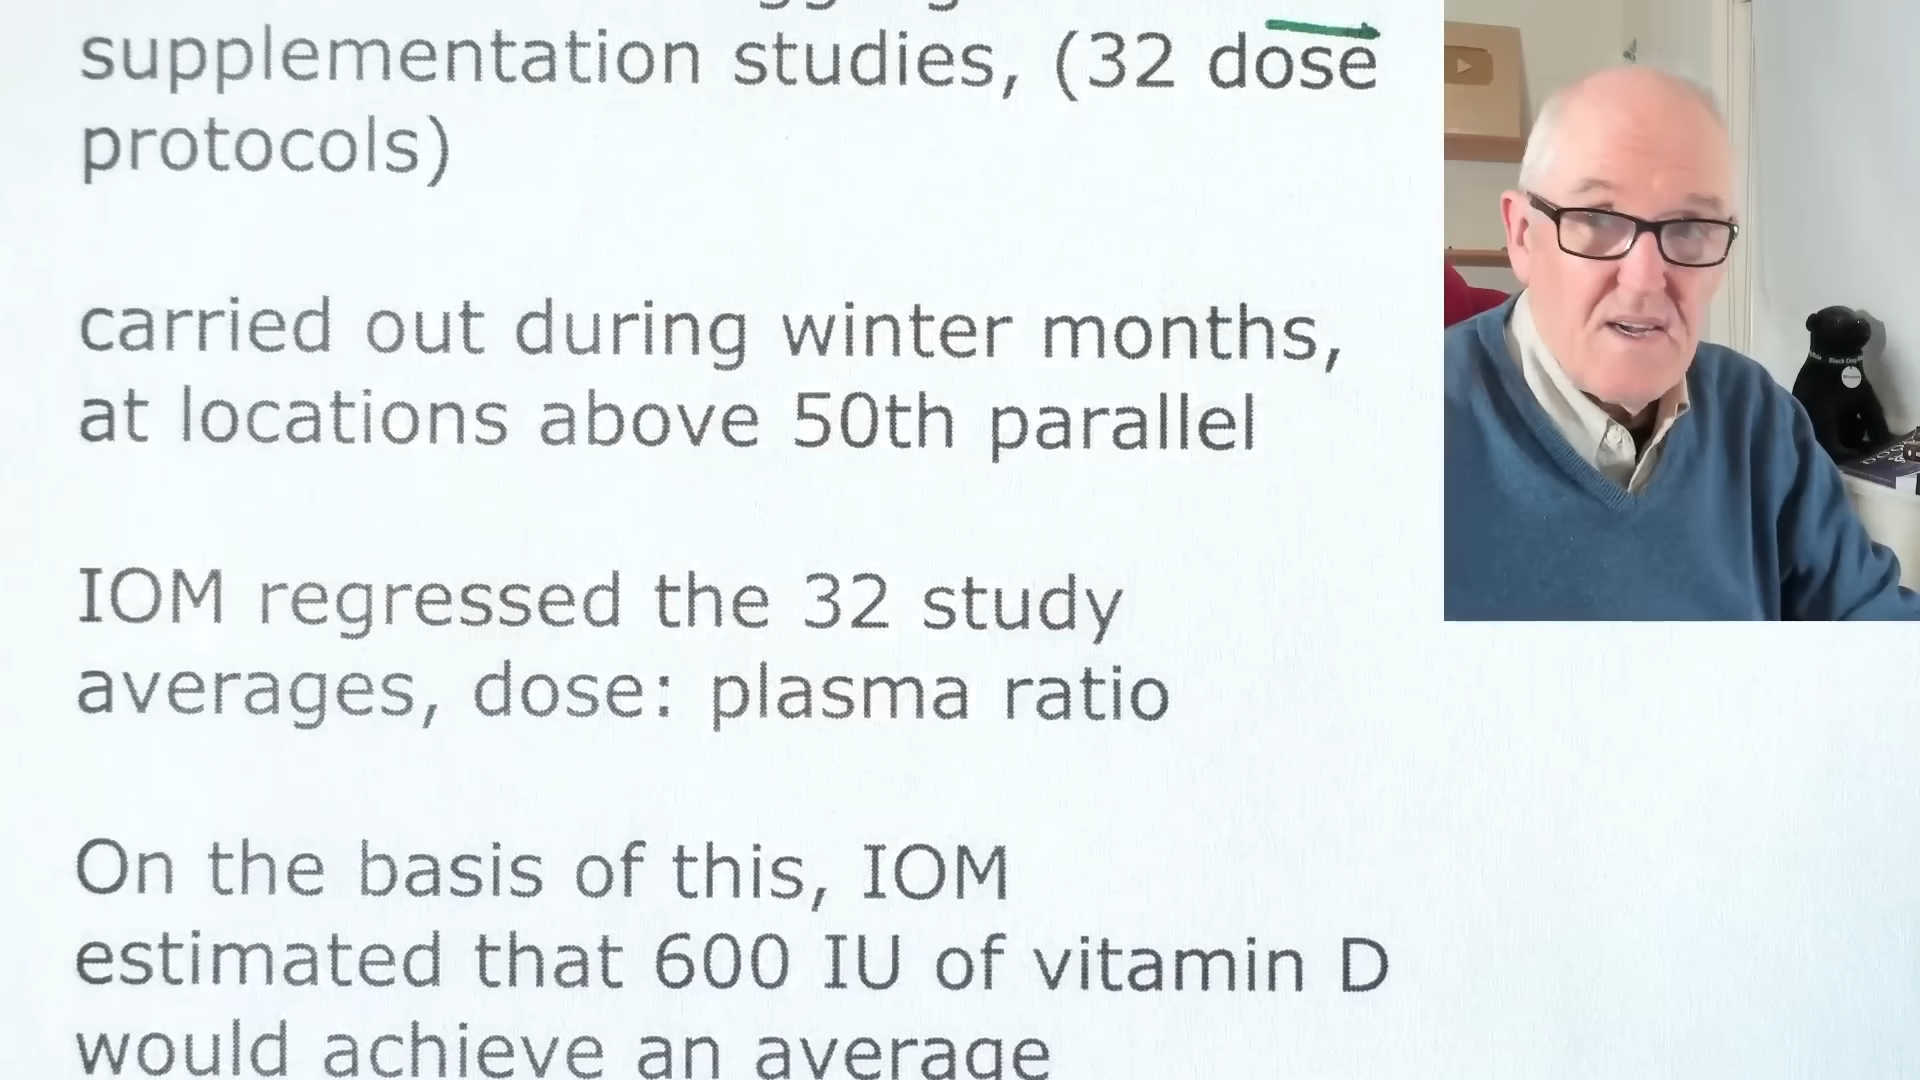 supplementation studies, (32 dose
protocols)
carried out during winter months,
at locations above 50th parallel
IOM regressed the 32 study
averages, dose: plasma ratio
On the basis of this, IOM
estimated that 600 IU of vitamin D
would achieve an average
Black Dog